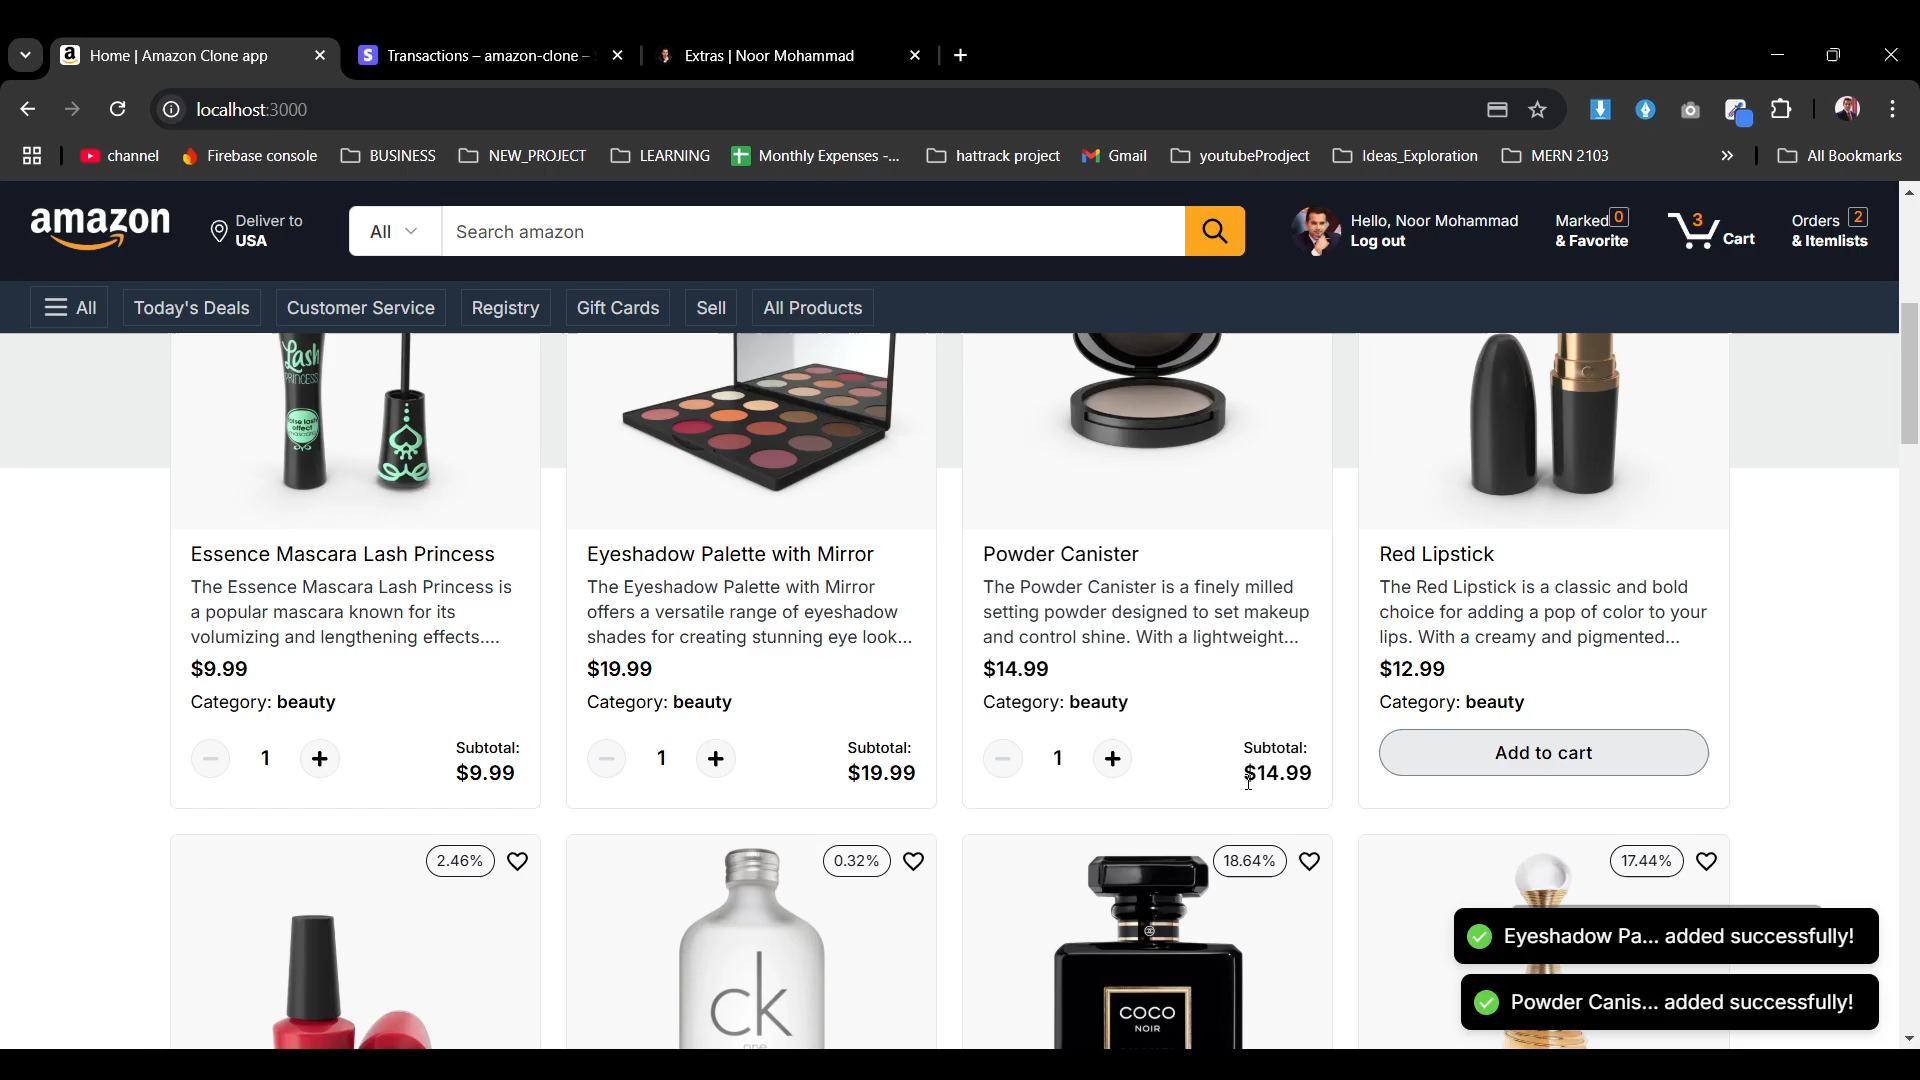 Home | Amazon Clone app
Transactions – amazon-clone –
Extras | Noor Mohammad
localhost:3000
channel
Firebase console
BUSINESS
NEW_PROJECT
LEARNING
Monthly Expenses -...
hattrack project
Gmail
youtubeProdject
Ideas_Exploration
MERN 2103
All Bookmarks
amazon
Deliver to
USA
All
Search amazon
Hello, Noor Mohammad
Log out
Marked 0
& Favorite
3
Cart
Orders 2
& Itemlists
All
Today's Deals
Customer Service
Registry
Gift Cards
Sell
All Products
Lash
PRINCESS
Essence Mascara Lash Princess
The Essence Mascara Lash Princess is
a popular mascara known for its
volumizing and lengthening effects....
$9.99
Category: beauty
1
Subtotal:
$9.99
Eyeshadow Palette with Mirror
The Eyeshadow Palette with Mirror
offers a versatile range of eyeshadow
shades for creating stunning eye look...
$19.99
Category: beauty
1
Subtotal:
$19.99
Powder Canister
The Powder Canister is a finely milled
setting powder designed to set makeup
and control shine. With a lightweight...
$14.99
Category: beauty
1
Subtotal:
$14.99
Red Lipstick
The Red Lipstick is a classic and bold
choice for adding a pop of color to your
lips. With a creamy and pigmented...
$12.99
Category: beauty
Add to cart
2.46%
0.32%
ck
one
18.64%
COCO
NOIR
17.44%
Eyeshadow Pa... added successfully!
Powder Canis... added successfully!